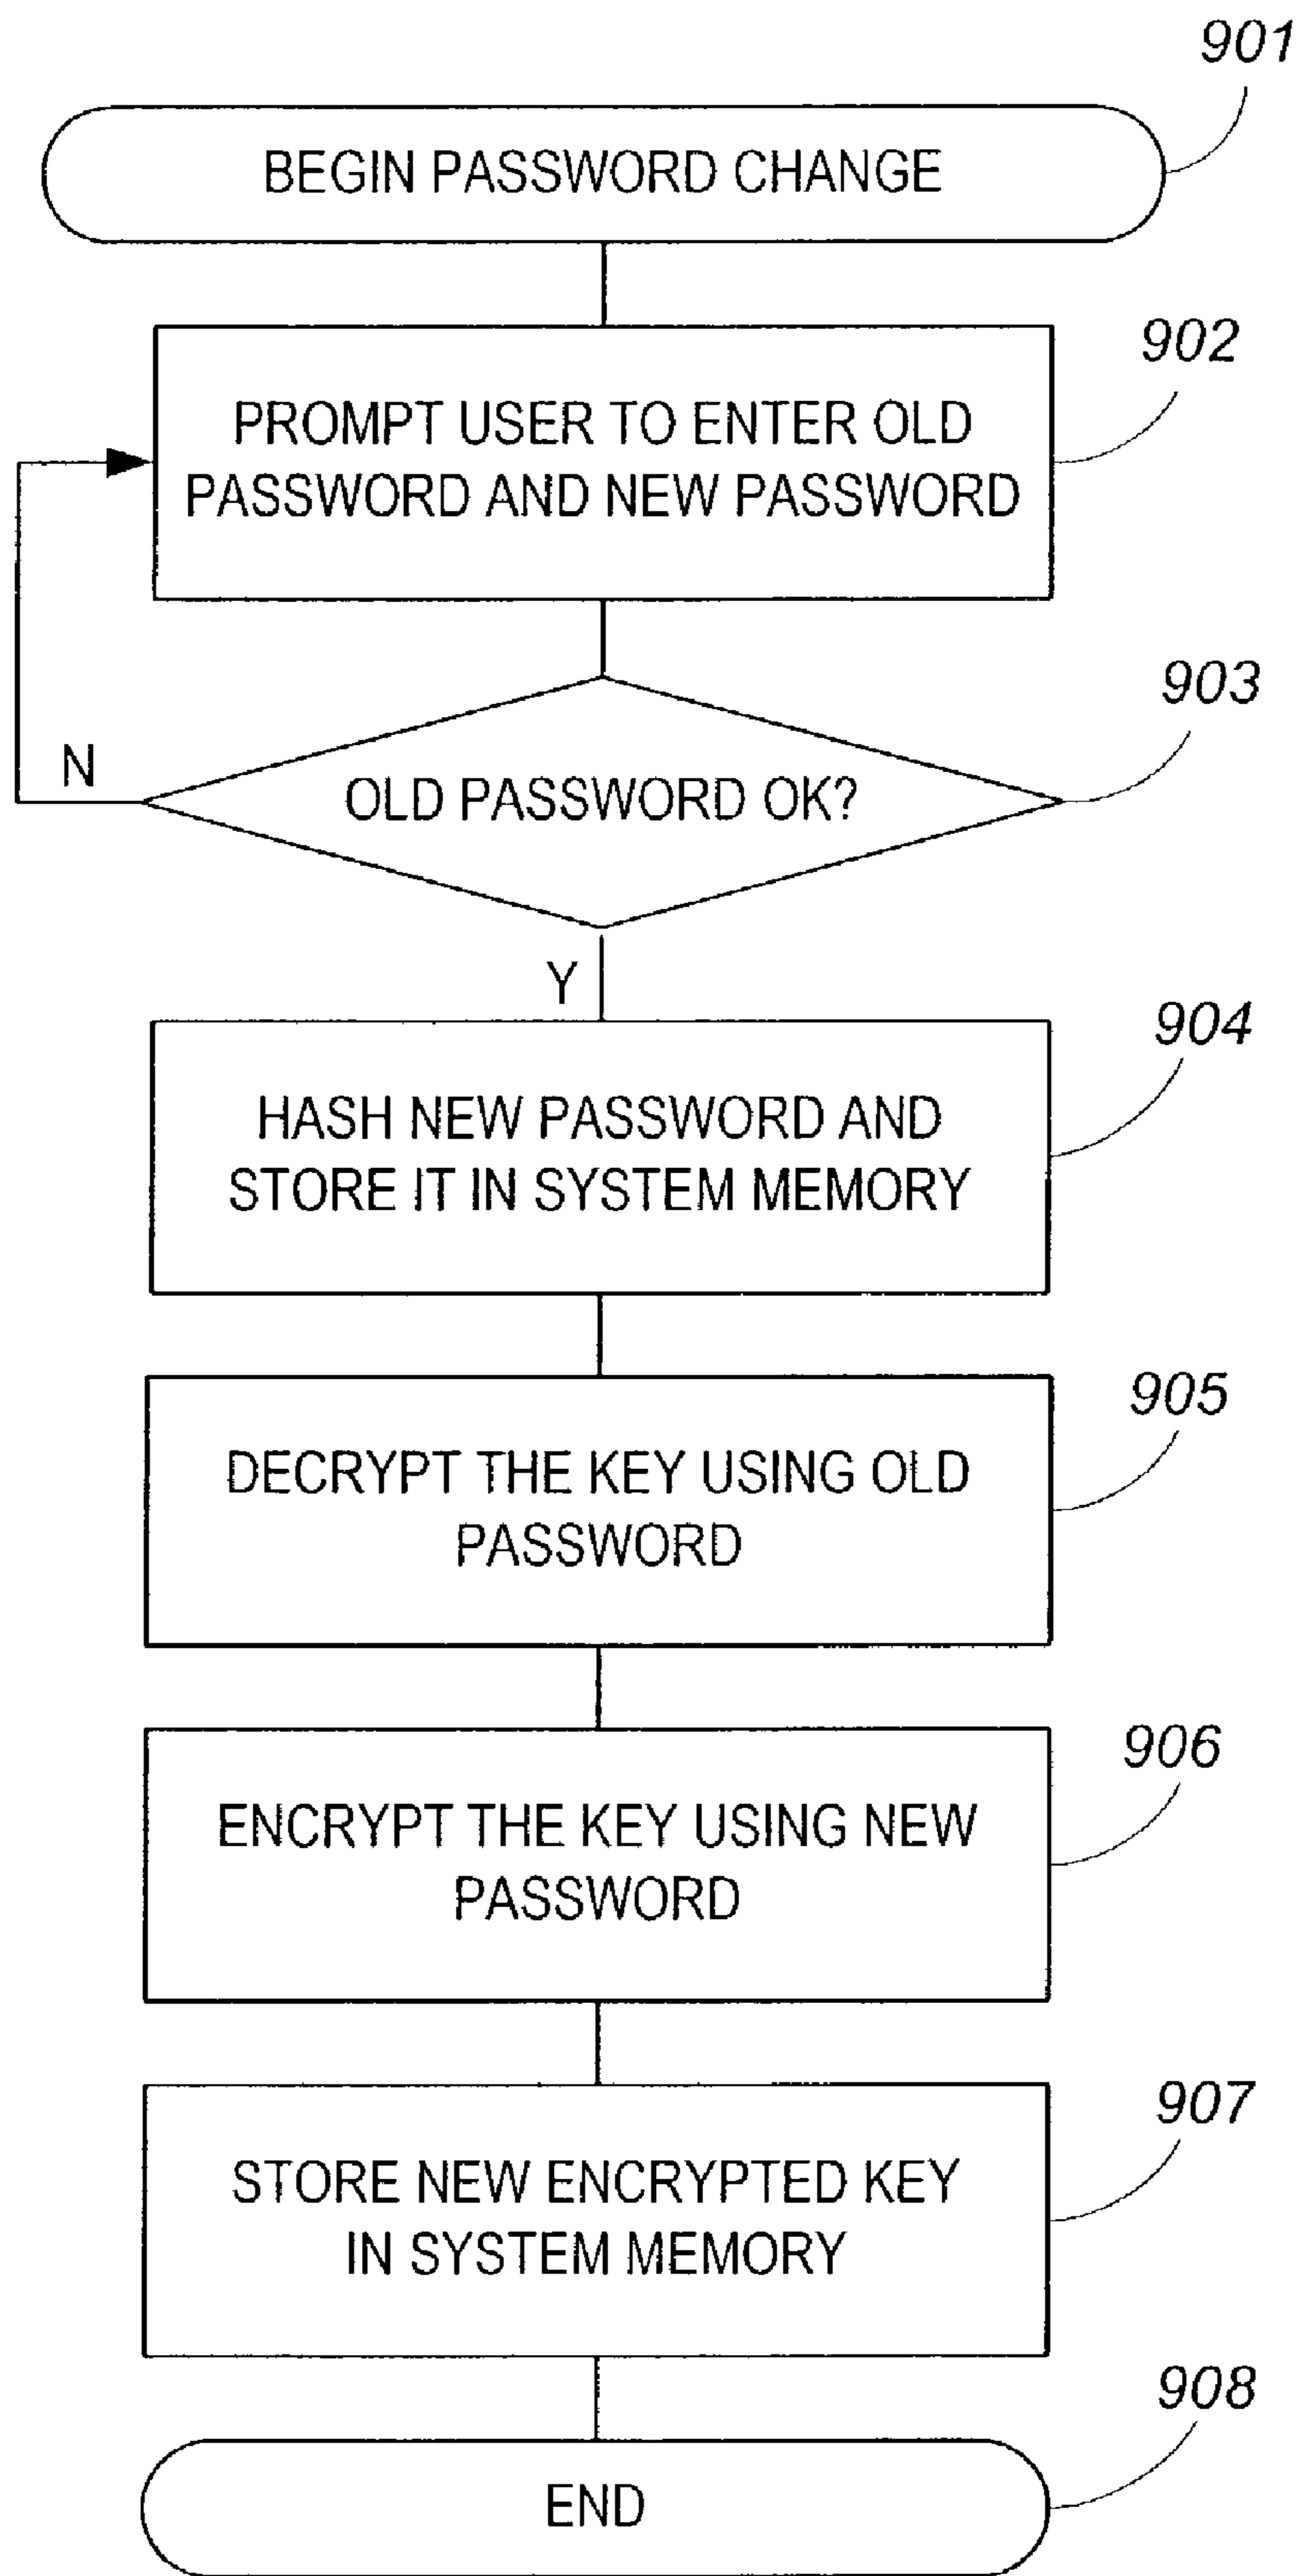 901
BEGIN PASSWORD CHANGE
902
PROMPT USER TO ENTER OLD
PASSWORD AND NEW PASSWORD
903
N
OLD PASSWORD OK?
Y
904
HASH NEW PASSWORD AND
STORE IT IN SYSTEM MEMORY
905
DECRYPT THE KEY USING OLD
PASSWORD
906
ENCRYPT THE KEY USING NEW
PASSWORD
907
STORE NEW ENCRYPTED KEY
IN SYSTEM MEMORY
908
END